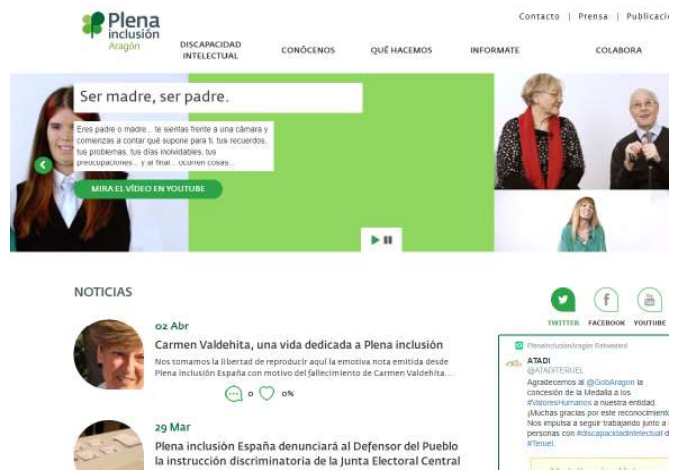 Plena
inclusión
Aragón
Contacto | Prensa |
DISCAPACIDAD
INTELECTUAL
CONÓCENOS
QUÉ HACEMOS
INFORMATE
COLABORA
Ser madre, ser padre.
Eres padre o madre... te sientas frente a una cámara y
comienzas a contar qué supone para ti, tus recuerdos,
tus problemas, tus días inolvidables, tus
preocupaciones... y al final... ocurren cosas...
MIRA EL VÍDEO EN YOUTUBE
NOTICIAS
02 Abr
Carmen Valdehita, una vida dedicada a Plena inclusión
Nos tomamos la libertad de reproducir aquí la emotiva nota emitida desde
Plena inclusión España con motivo del fallecimiento de Carmen Valdehita...
0 0%
29 Mar
Plena inclusión España denunciará al Defensor del Pueblo
la instrucción discriminatoria de la Junta Electoral Central
You
TWITTER FACEBOOK YOUTUBE
PlenainclusiónAragón Retweeted
ATADI
@ATADITERUEL
Agradecemos al @GobAragon la
concesión de la Medalla a los
#ValoresHumanos a nuestra entidad.
¡Muchas gracias por este reconocimiento
Nos impulsa a seguir trabajando junto a
personas con #discapacidadintelectual d
#Teruel.